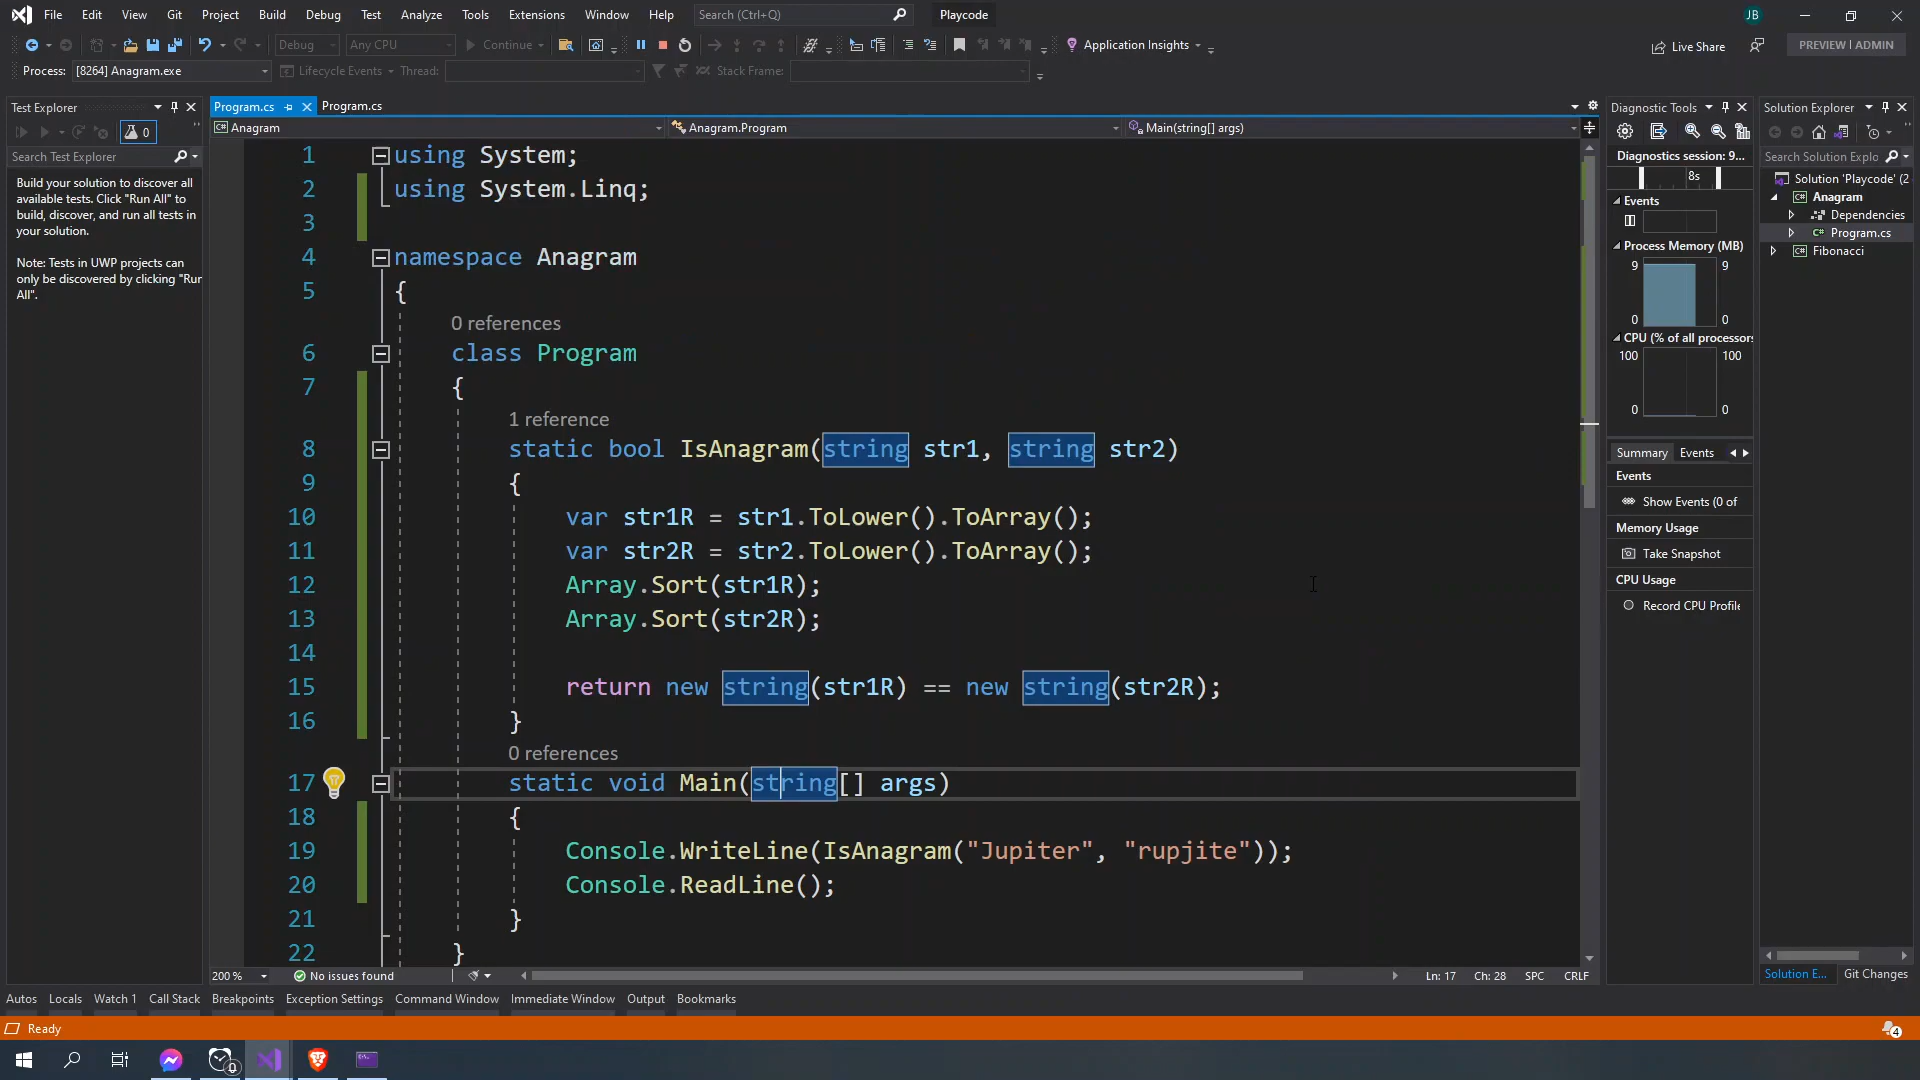 File Edit View Git Project Build Debug Test Analyze Tools Extensions Window Help Search (Ctrl+Q) Playcode JB
Debug Any CPU Continue Application Insights Live Share PREVIEW | ADMIN
Process: [8264] Anagram.exe Lifecycle Events Thread: Stack Frame:
Test Explorer
0
Search Test Explorer
Build your solution to discover all
available tests. Click "Run All" to
build, discover, and run all tests in
your solution.
Note: Tests in UWP projects can
only be discovered by clicking "Run
All".
Program.cs Program.cs
Anagram Anagram.Program Main(string[] args)
1 using System;
2 using System.Linq;
3
4 namespace Anagram
5 {
0 references
6 class Program
7 {
1 reference
8 static bool IsAnagram(string str1, string str2)
9 {
10 var str1R = str1.ToLower().ToArray();
11 var str2R = str2.ToLower().ToArray();
12 Array.Sort(str1R);
13 Array.Sort(str2R);
14
15 return new string(str1R) == new string(str2R);
16 }
0 references
17 static void Main(string[] args)
18 {
19 Console.WriteLine(IsAnagram("Jupiter", "rupjite"));
20 Console.ReadLine();
21 }
22 }
200 % No issues found Ln: 17 Ch: 28 SPC CRLF
Diagnostic Tools
Diagnostics session: 9...
8s
Events
Process Memory (MB)
9 9
0 0
CPU (% of all processors
100 100
0 0
Summary Events
Events
Show Events (0 of
Memory Usage
Take Snapshot
CPU Usage
Record CPU Profile
Solution Explorer
Search Solution Explo
Solution 'Playcode' (2
Anagram
Dependencies
Program.cs
Fibonacci
Solution E... Git Changes
Autos Locals Watch 1 Call Stack Breakpoints Exception Settings Command Window Immediate Window Output Bookmarks
Ready 4